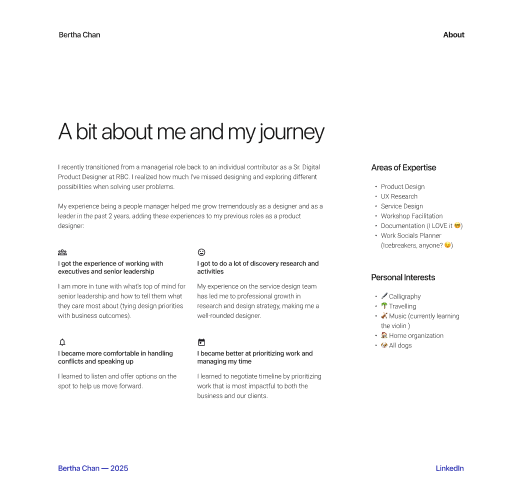 Bertha Chan
About
A bit about me and my journey
I recently transitioned from a managerial role back to an individual contributor as a Sr. Digital
Product Designer at RBC. I realized how much I've missed designing and exploring different
possibilities when solving user problems.
My experience being a people manager helped me grow tremendously as a designer and as a
leader in the past 2 years, adding these experiences to my previous roles as a product
designer:
I got the experience of working with
executives and senior leadership
I am more in tune with what's top of mind for
senior leadership and how to tell them what
they care most about (tying design priorities
with business outcomes).
I got to do a lot of discovery research and
activities
My experience on the service design team
has led me to professional growth in
research and design strategy, making me a
well-rounded designer.
I became more comfortable in handling
conflicts and speaking up
I learned to listen and offer options on the
spot to help us move forward.
I became better at prioritizing work and
managing my time
I learned to negotiate timeline by prioritizing
work that is most impactful to both the
business and our clients.
Areas of Expertise
• Product Design
• UX Research
• Service Design
• Workshop Facilitation
• Documentation (I LOVE it 🤓)
• Work Socials Planner
(Icebreakers, anyone? 😏)
Personal Interests
• 🖋️ Calligraphy
• 🌴 Travelling
• 🎻 Music (currently learning
the violin )
• 🏠 Home organization
• 🐶 All dogs
Bertha Chan — 2025
LinkedIn